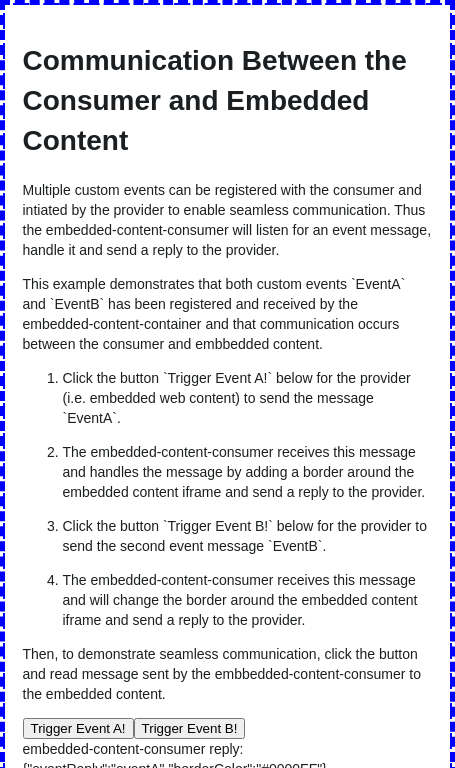 Communication Between the
Consumer and Embedded
Content
Multiple custom events can be registered with the consumer and
intiated by the provider to enable seamless communication. Thus
the embedded-content-consumer will listen for an event message,
handle it and send a reply to the provider.
This example demonstrates that both custom events `EventA`
and `EventB` has been registered and received by the
embedded-content-container and that communication occurs
between the consumer and embbedded content.
1. Click the button `Trigger Event A!` below for the provider
(i.e. embedded web content) to send the message
`EventA`.
2. The embedded-content-consumer receives this message
and handles the message by adding a border around the
embedded content iframe and send a reply to the provider.
3. Click the button `Trigger Event B!` below for the provider to
send the second event message `EventB`.
4. The embedded-content-consumer receives this message
and will change the border around the embedded content
iframe and send a reply to the provider.
Then, to demonstrate seamless communication, click the button
and read message sent by the embbedded-content-consumer to
the embedded content.
Trigger Event A! Trigger Event B!
embedded-content-consumer reply:
{"eventReply":"eventA","borderColor":"#0000FF"}